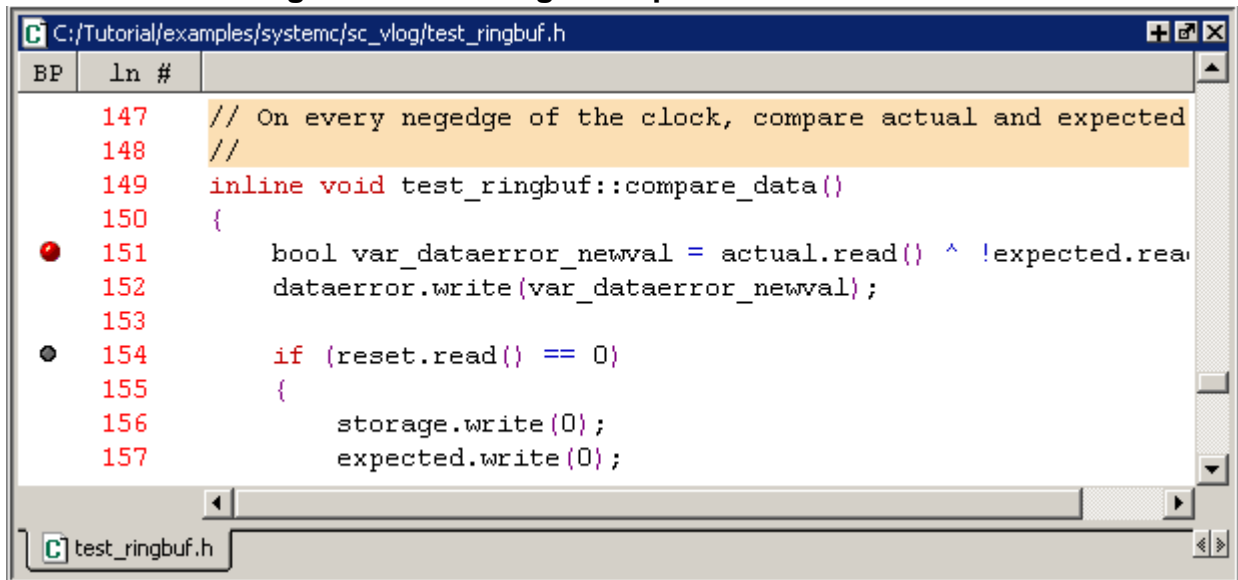 C:/Tutorial/examples/systemc/sc_vlog/test_ringbuf.h
BP ln #
147 // On every negedge of the clock, compare actual and expected
148 //
149 inline void test_ringbuf::compare_data()
150 {
151 bool var_dataerror_newval = actual.read() ^ !expected.rea
152 dataerror.write(var_dataerror_newval);
153
154 if (reset.read() == 0)
155 {
156 storage.write(0);
157 expected.write(0);
test_ringbuf.h